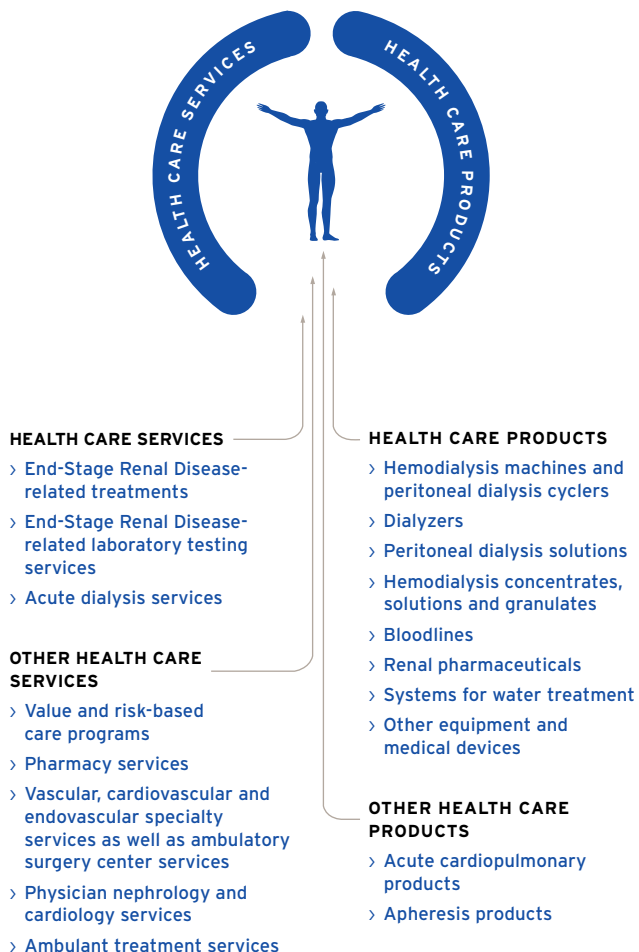 HEALTH CARE SERVICES
HEALTH CARE PRODUCTS
HEALTH CARE SERVICES
› End-Stage Renal Disease-
related treatments
› End-Stage Renal Disease-
related laboratory testing
services
› Acute dialysis services
OTHER HEALTH CARE
SERVICES
› Value and risk-based
care programs
› Pharmacy services
› Vascular, cardiovascular and
endovascular specialty
services as well as ambulatory
surgery center services
› Physician nephrology and
cardiology services
› Ambulant treatment services
HEALTH CARE PRODUCTS
› Hemodialysis machines and
peritoneal dialysis cyclers
› Dialyzers
› Peritoneal dialysis solutions
› Hemodialysis concentrates,
solutions and granulates
› Bloodlines
› Renal pharmaceuticals
› Systems for water treatment
› Other equipment and
medical devices
OTHER HEALTH CARE
PRODUCTS
› Acute cardiopulmonary
products
› Apheresis products